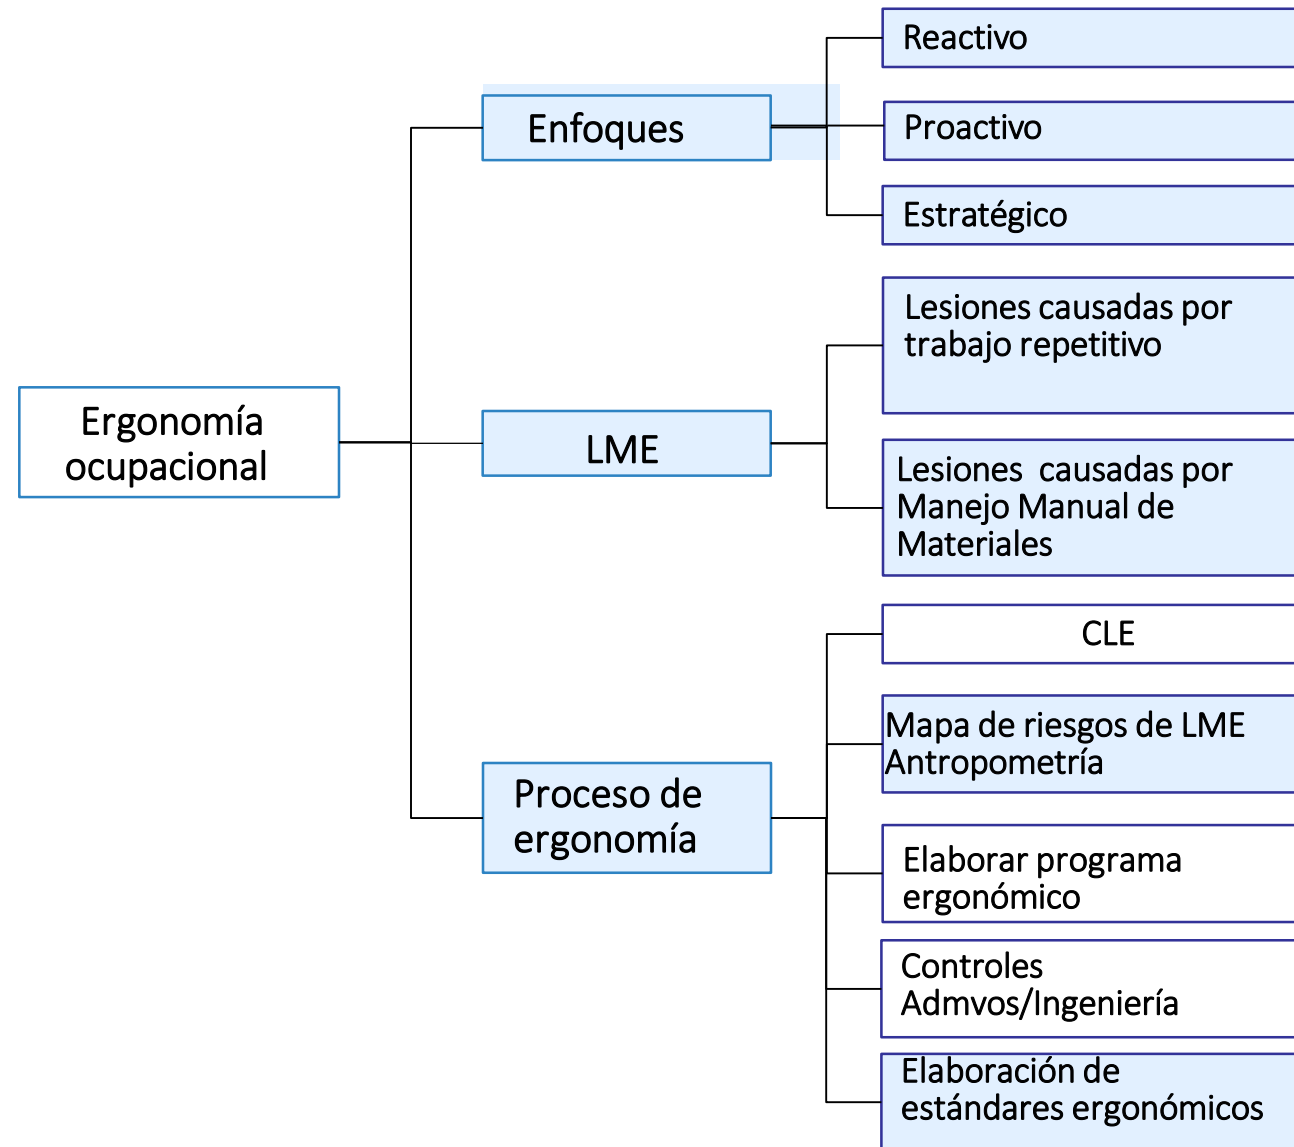 Ergonomía
ocupacional
Enfoques
Reactivo
Proactivo
Estratégico
LME
Lesiones causadas por
trabajo repetitivo
Lesiones causadas por
Manejo Manual de
Materiales
Proceso de
ergonomía
CLE
Mapa de riesgos de LME
Antropometría
Elaborar programa
ergonómico
Controles
Admvos/Ingeniería
Elaboración de
estándares ergonómicos